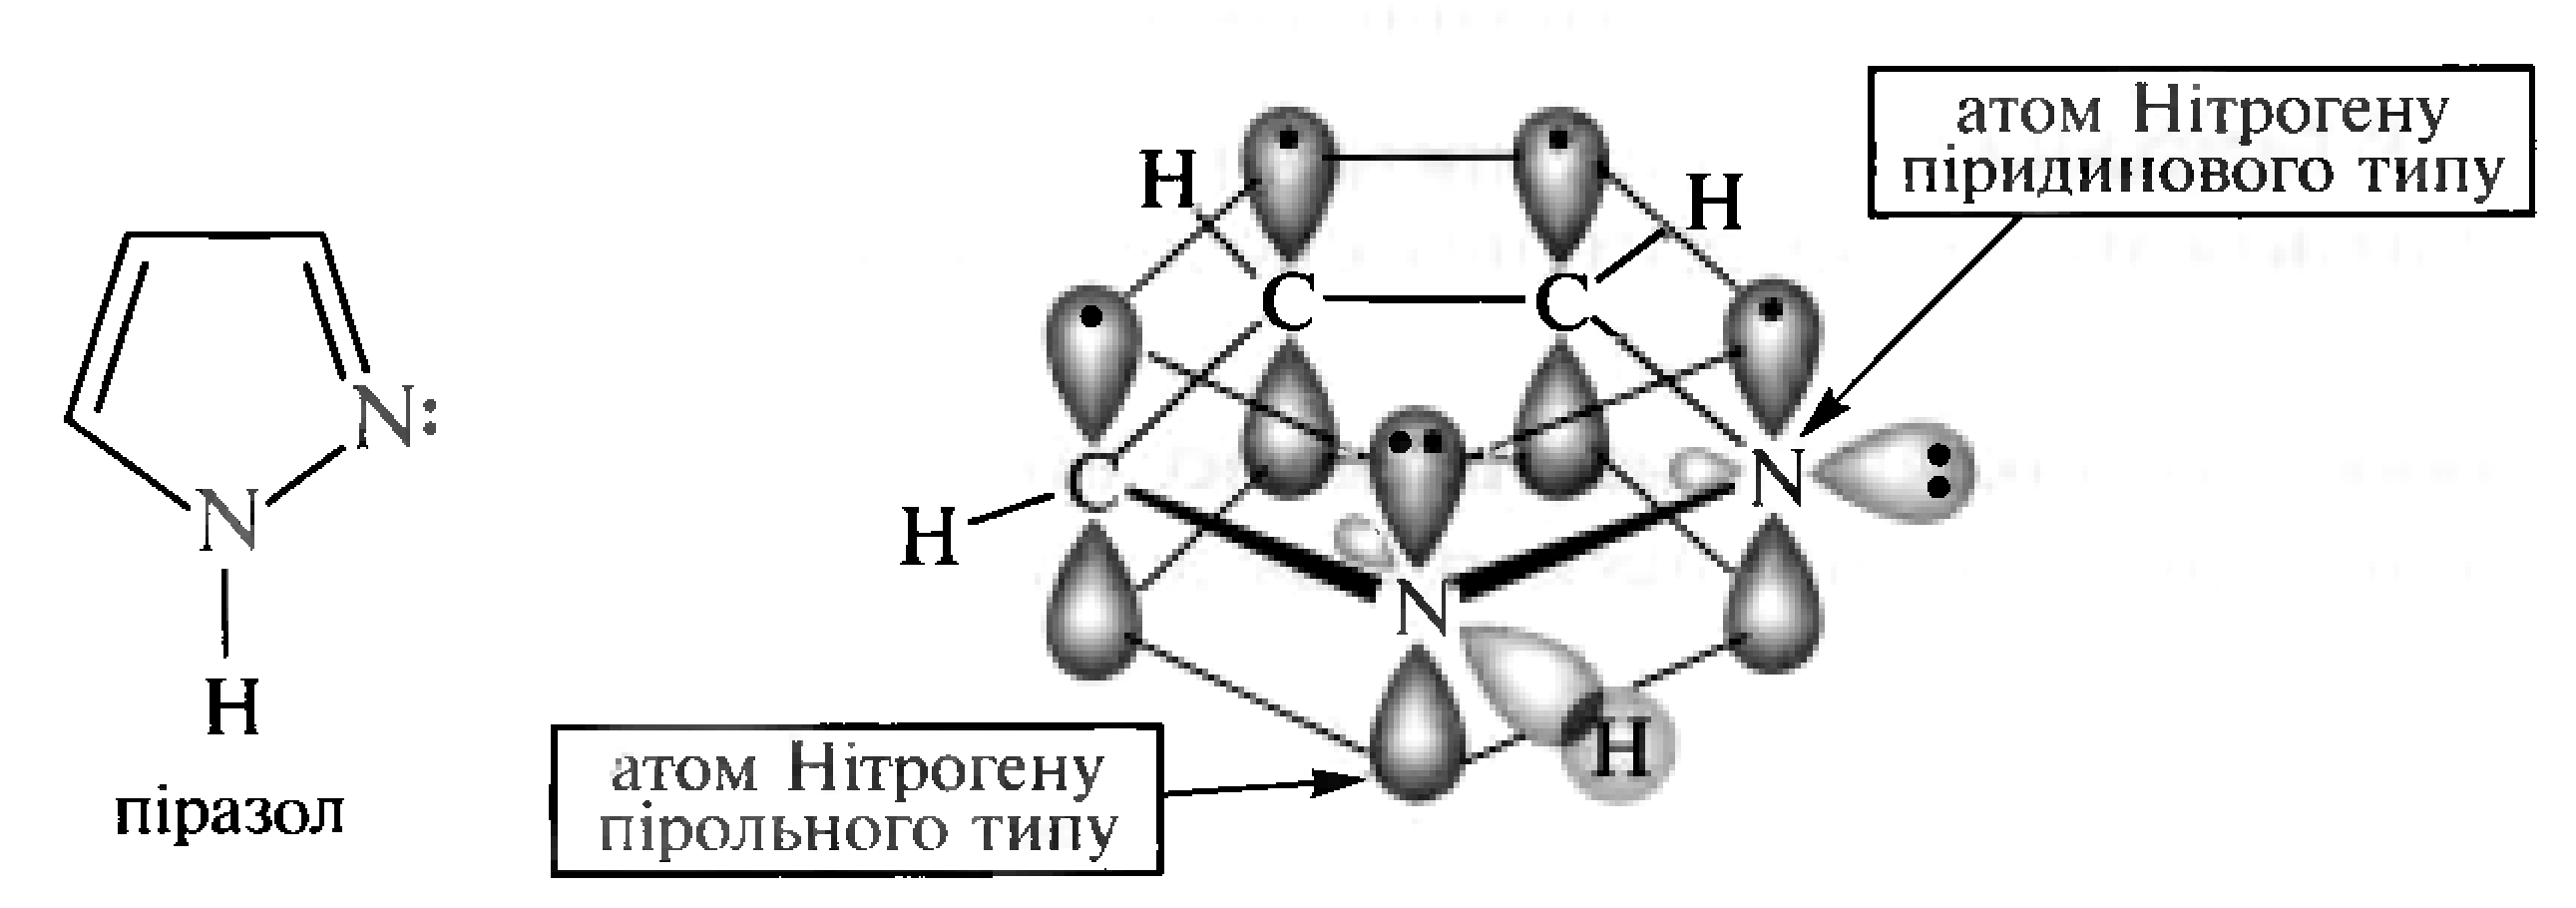 атом Нітрогену
піридинового типу
H
H
C
C
N:
C
N
H
N
N
H
H
атом Нітрогену
пірольного типу
піразол